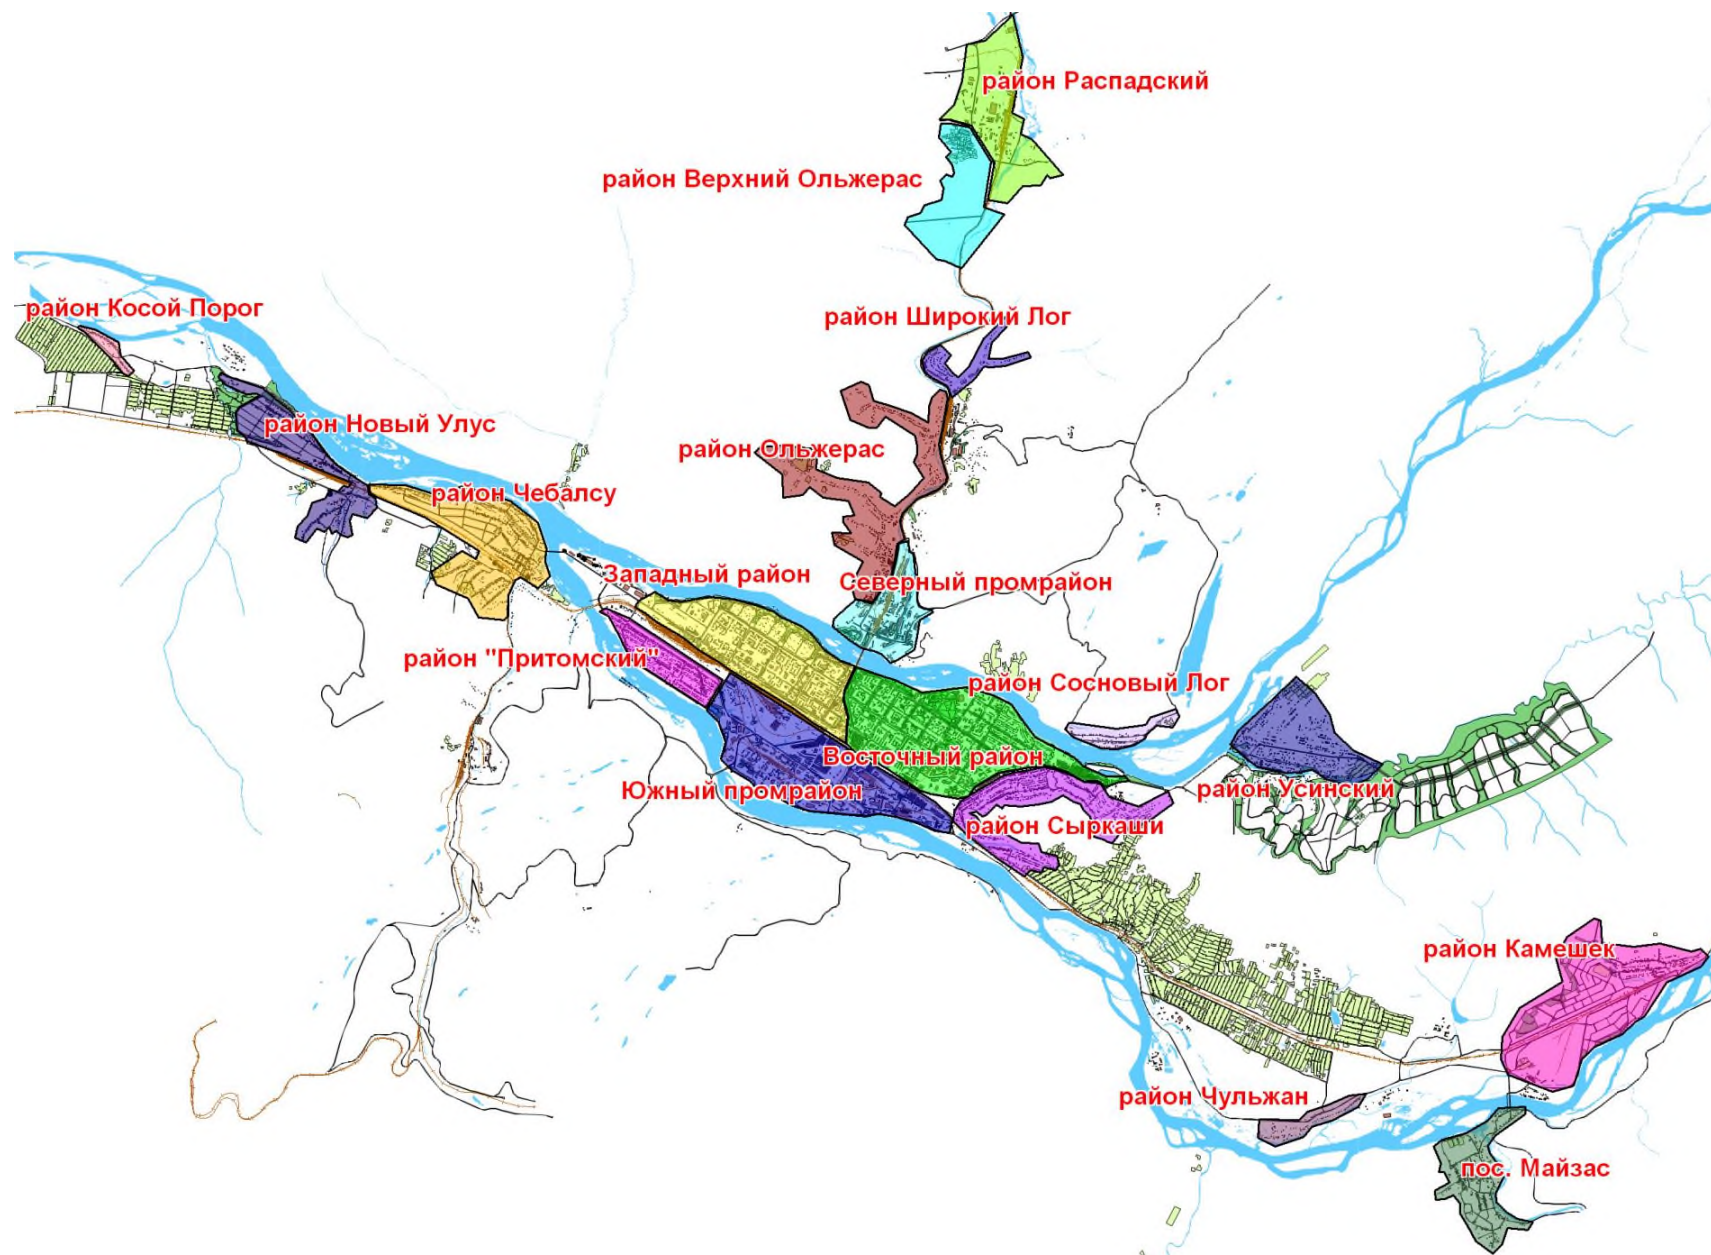 район Распадский
район Верхний Ольжерас
район Косой Порог
район Широкий Лог
район Новый Улус
район Ольжерас
район Чебалсу
Западный район
Северный промрайон
район "Притомский"
район Сосновый Лог
Восточный район
Южный промрайон
район Усинский
район Сыркаши
район Камешек
район Чульжан
пос. Майзас